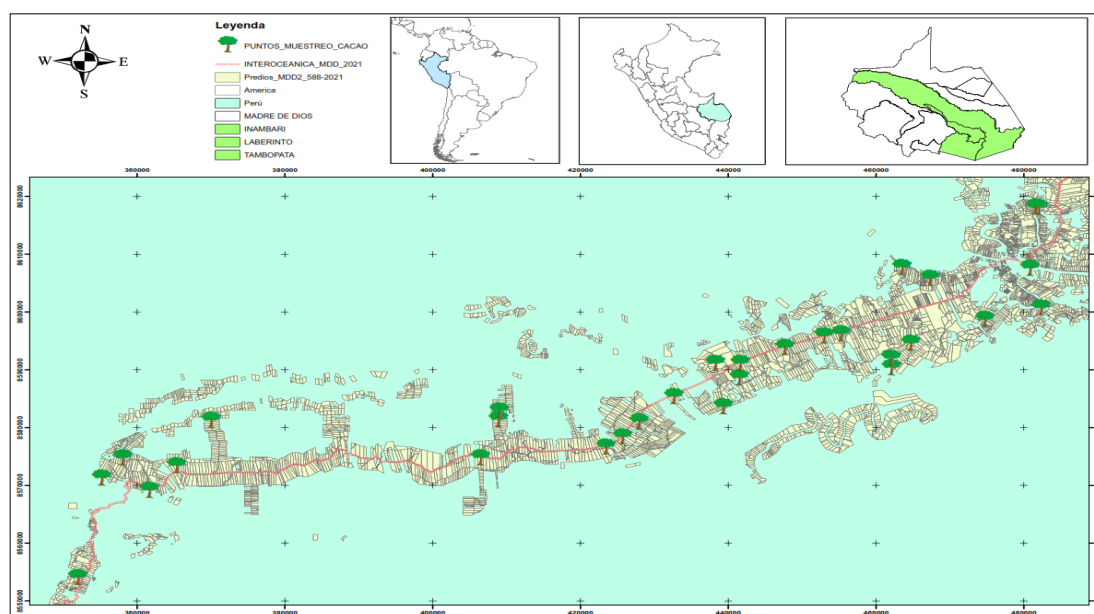 Leyenda
PUNTOS_MUESTREO_CACAO
INTEROCEANICA_MDD_2021
Predios_MDD2_588-2021
America
Perú
MADRE DE DIOS
INAMBARI
LABERINTO
TAMBOPATA
N
W E
S
360000 380000 400000 420000 440000 460000 480000
8620000
8610000
8600000
8590000
8580000
8570000
8560000
8550000
360000 380000 400000 420000 440000 460000 480000